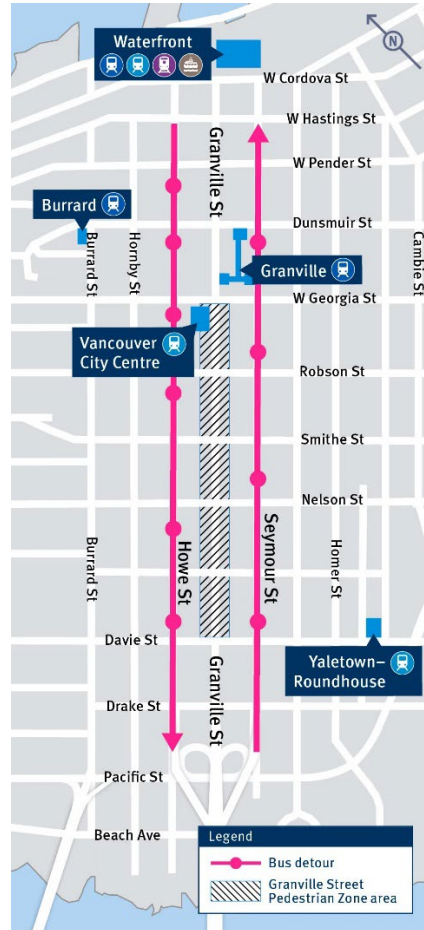 Waterfront
N
W Cordova St
W Hastings St
Granville St
W Pender St
Burrard
Dunsmuir St
Burrard St
Hornby St
Cambie St
Granville
W Georgia St
Vancouver
City Centre
Robson St
Smithe St
Nelson St
Burrard St
Howe St
Seymour St
Homer St
Davie St
Yaletown–
Roundhouse
Granville St
Drake St
Pacific St
Beach Ave
Legend
Bus detour
Granville Street
Pedestrian Zone area